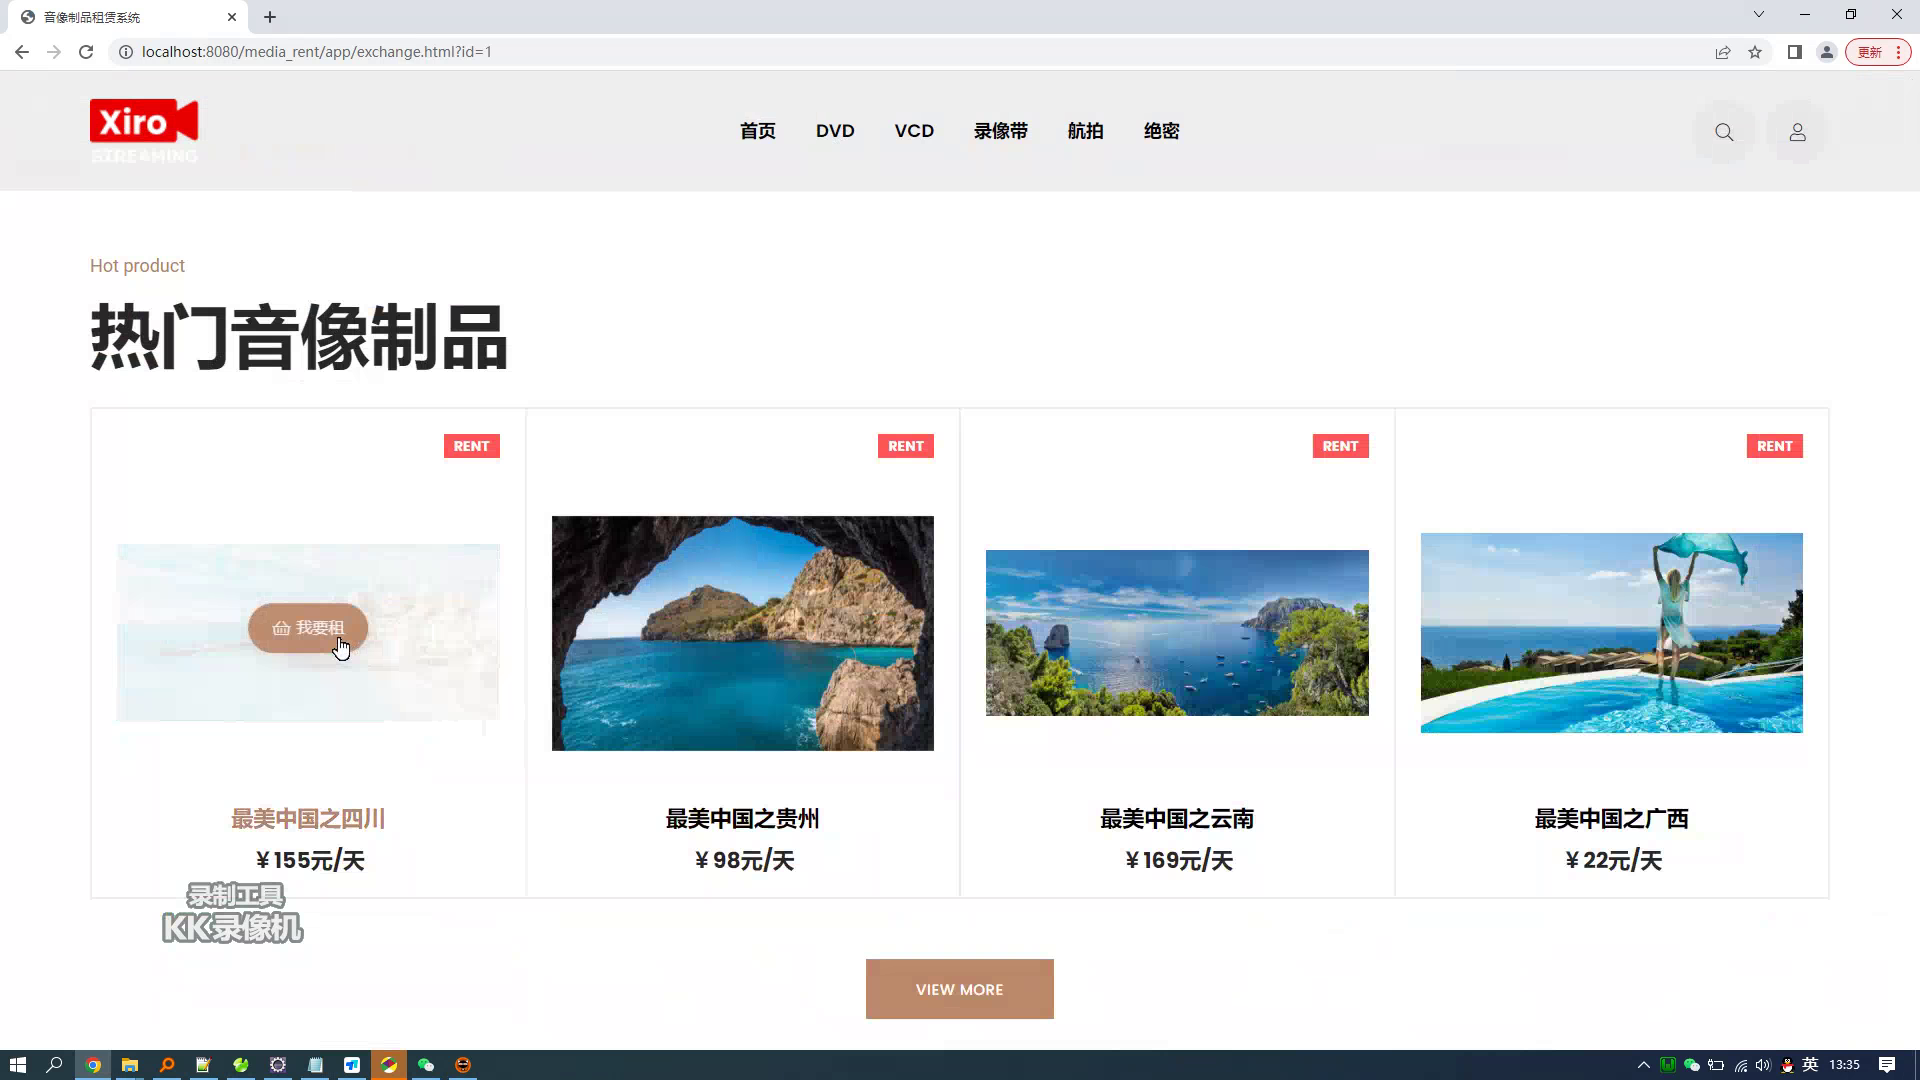 音像制品租赁系统
localhost:8080/media_rent/app/exchange.html?id=1
更新
Xiro
STREAMING
首页 DVD VCD 录像带 航拍 绝密
Hot product
热门音像制品
RENT RENT RENT RENT
我要租
最美中国之四川 最美中国之贵州 最美中国之云南 最美中国之广西
¥155元/天 ¥98元/天 ¥169元/天 ¥22元/天
录制工具
KK录像机
VIEW MORE
英 13:35